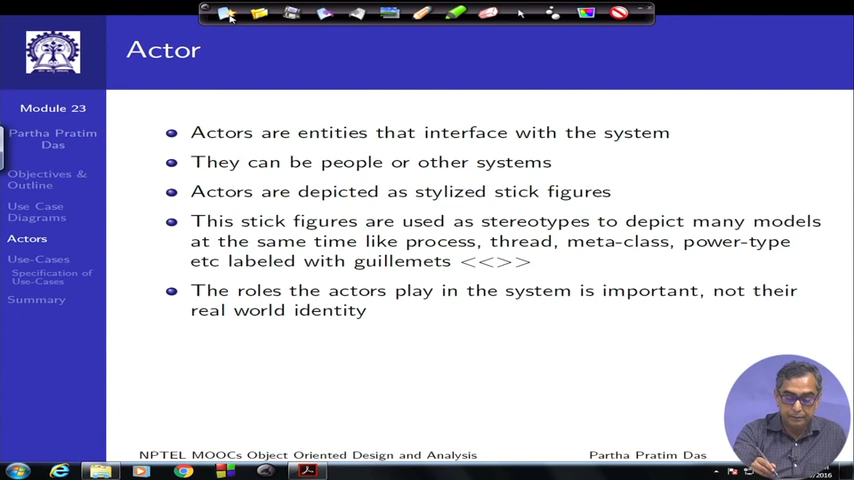 Actor
Module 23
Partha Pratim
Das
Objectives &
Outline
Use Case
Diagrams
Actors
Use-Cases
Specification of
Use-Cases
Summary
Actors are entities that interface with the system
They can be people or other systems
Actors are depicted as stylized stick figures
This stick figures are used as stereotypes to depict many models
at the same time like process, thread, meta-class, power-type
etc labeled with guillemets <<>>
The roles the actors play in the system is important, not their
real world identity
NPTEL MOOCs Object Oriented Design and Analysis
Partha Pratim Das